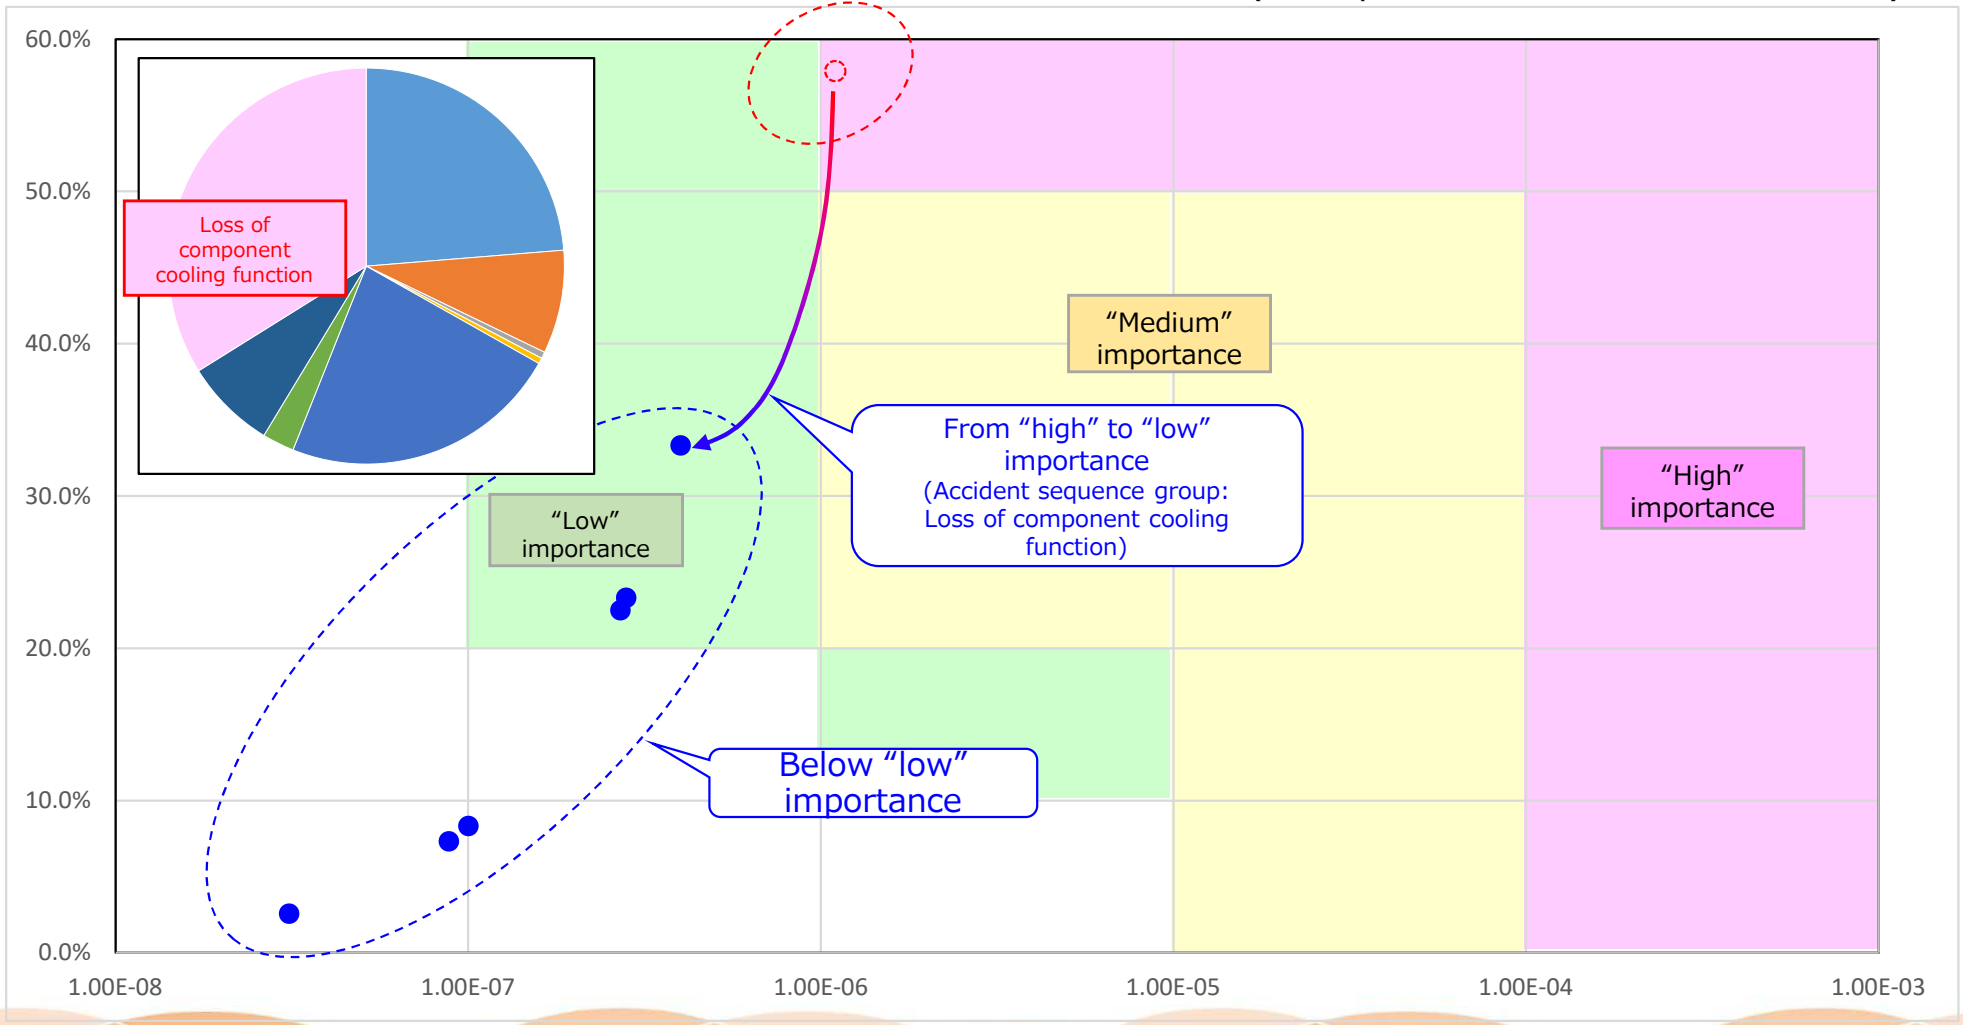 60.0%
50.0%
40.0%
30.0%
20.0%
10.0%
0.0%
Loss of
component
cooling function
“Medium”
importance
From “high” to “low”
importance
(Accident sequence group:
Loss of component cooling
function)
“High”
importance
“Low”
importance
Below “low”
importance
1.00E-08
1.00E-07
1.00E-06
1.00E-05
1.00E-04
1.00E-03